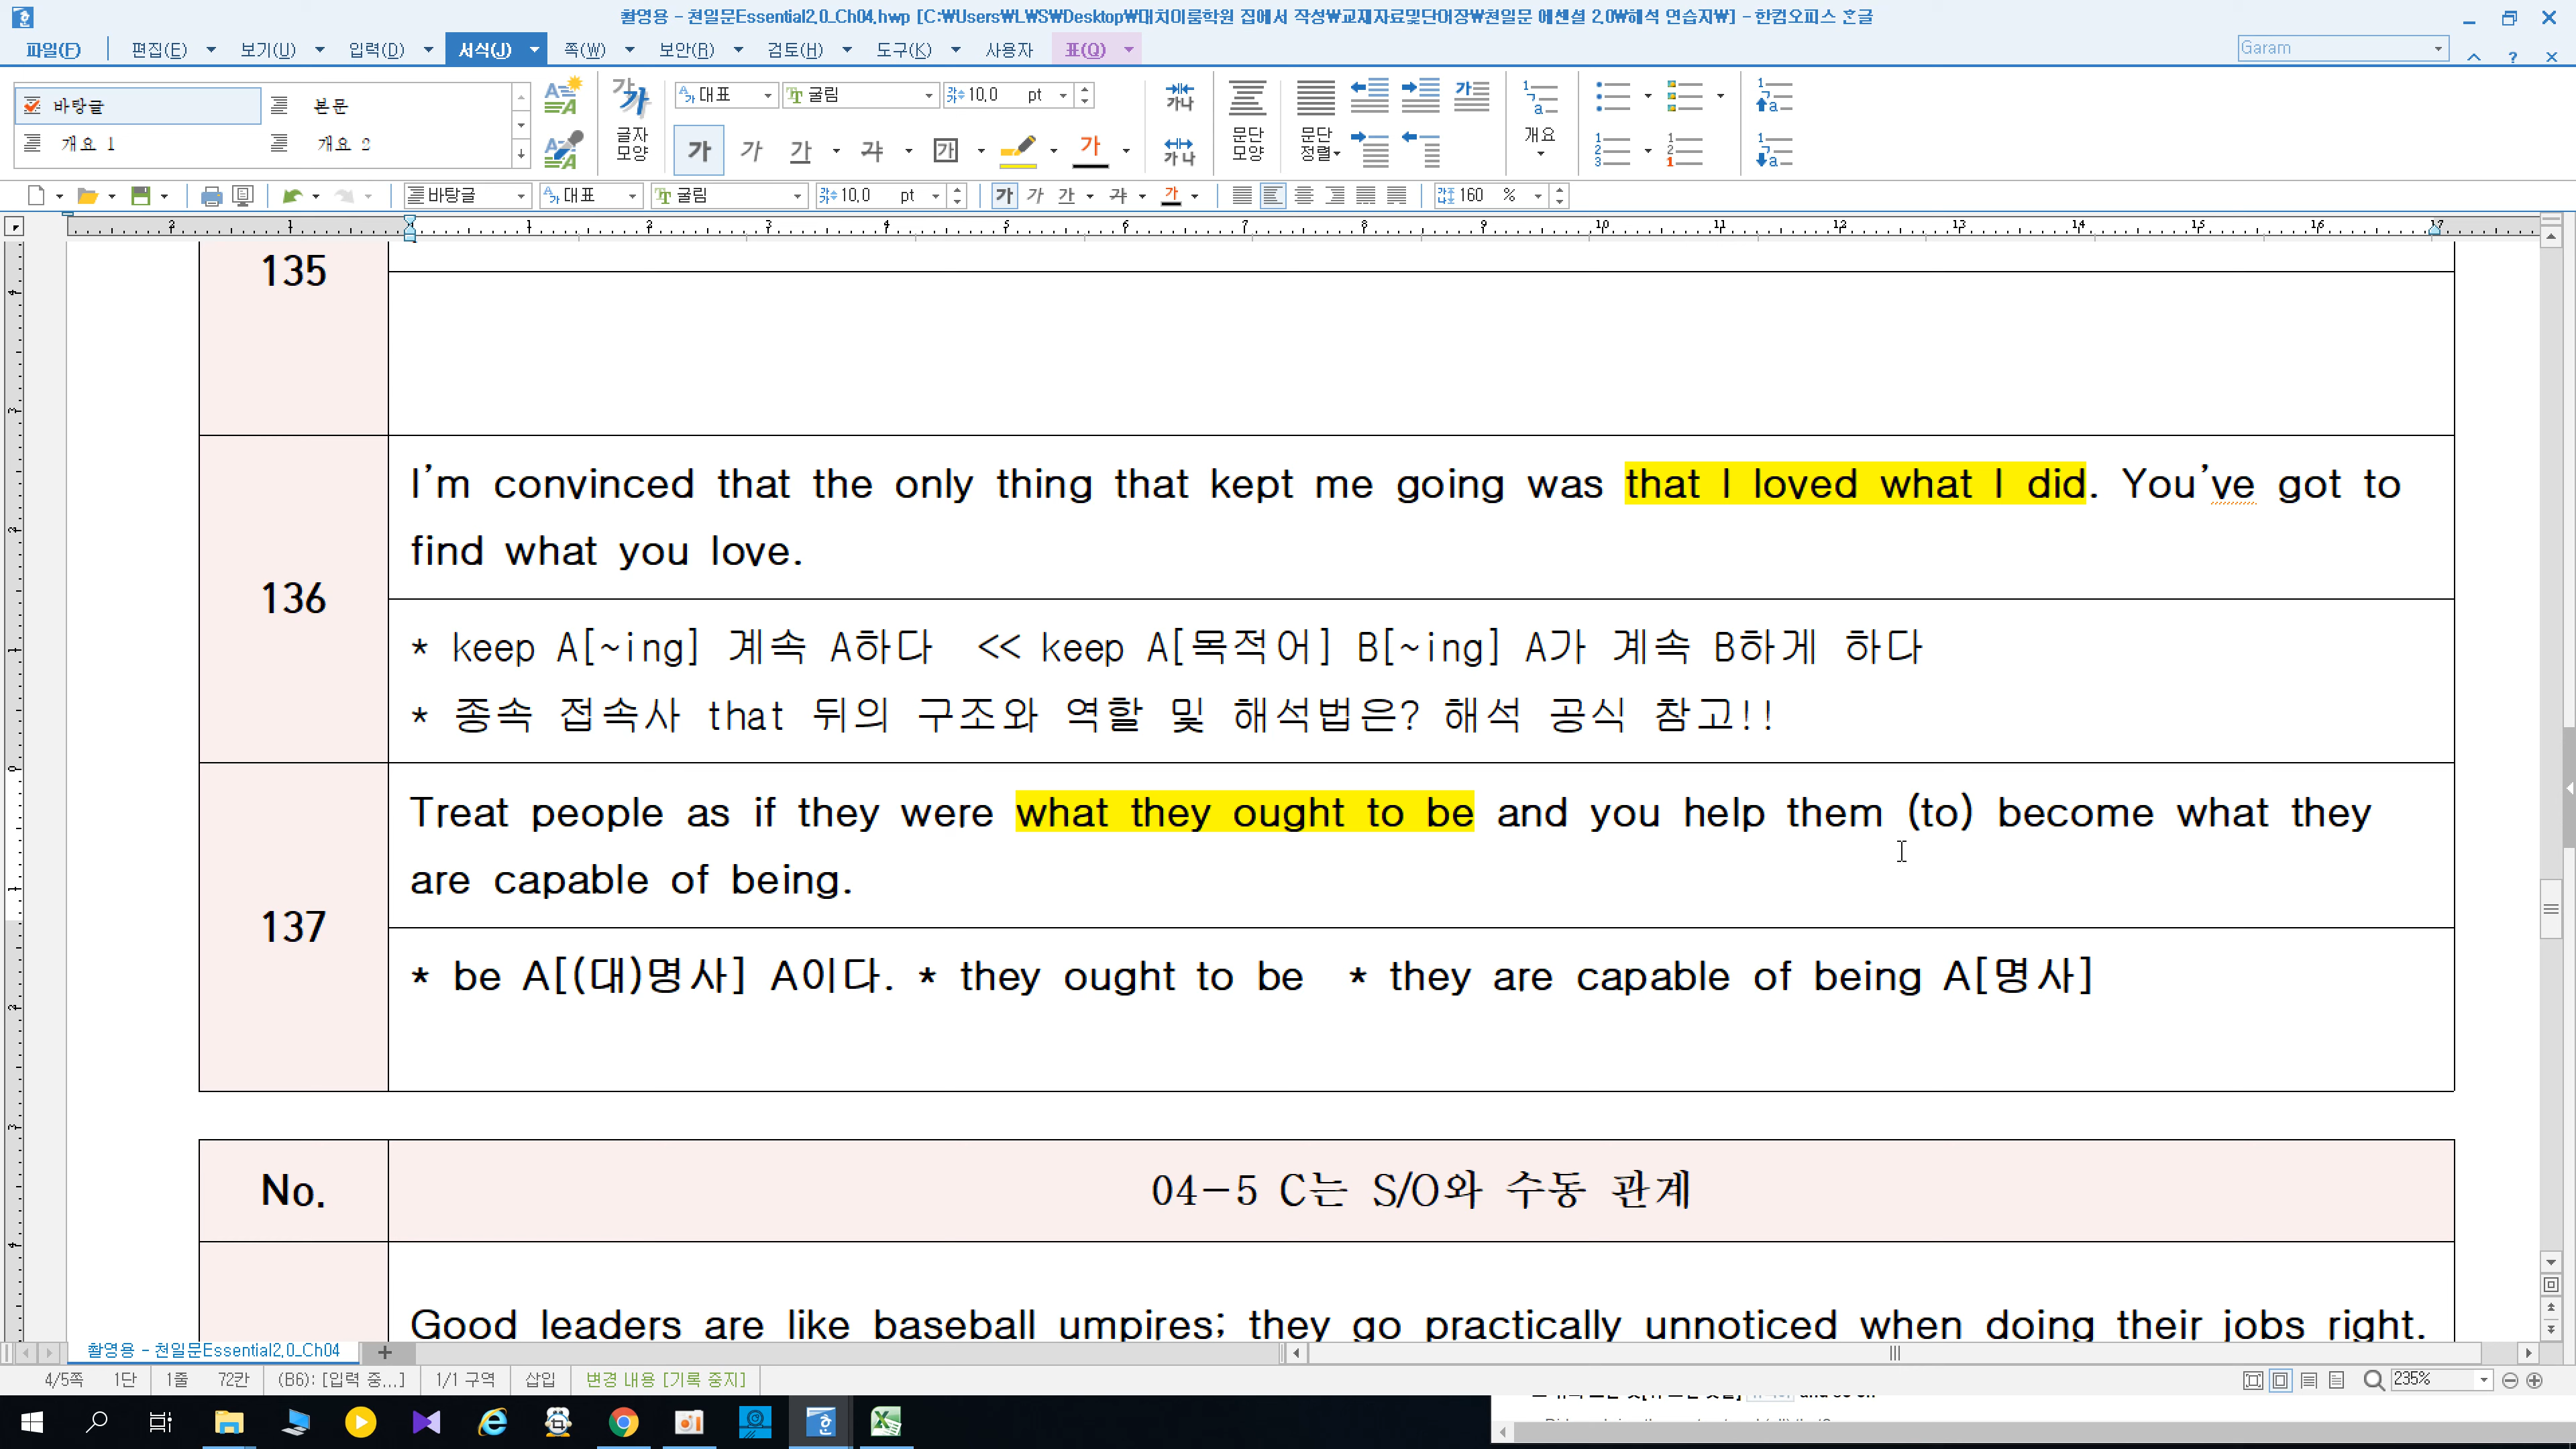 촬영용 - 천일문Essential2,0_Ch04.hwp [C:₩Users₩LWS₩Desktop₩대치이룸학원 집에서 작성₩교재자료및단어장₩천일문 에센셜 2,0₩해석 연습지₩] - 한컴오피스 한글
파일(F) 편집(E) 보기(U) 입력(D) 서식(J) 쪽(W) 보안(R) 검토(H) 도구(K) 사용자 표(Q) Garam
바탕글 본문
개요 1 개요 2
글자 모양
대표 굴림 10,0 pt
문단 모양
문단 정렬
개요
바탕글 대표 굴림 10,0 pt 160 %
135
136
I'm convinced that the only thing that kept me going was that I loved what I did. You've got to
find what you love.
* keep A[~ing] 계속 A하다 << keep A[목적어] B[~ing] A가 계속 B하게 하다
* 종속 접속사 that 뒤의 구조와 역할 및 해석법은? 해석 공식 참고!!
137
Treat people as if they were what they ought to be and you help them (to) become what they
are capable of being.
* be A[(대)명사] A이다. * they ought to be * they are capable of being A[명사]
No. 04-5 C는 S/O와 수동 관계
Good leaders are like baseball umpires; they go practically unnoticed when doing their jobs right.
촬영용 - 천일문Essential2,0_Ch04
4/5쪽 1단 1줄 72칸 (B6): [입력 중...] 1/1 구역 삽입 변경 내용 [기록 중지] 235%